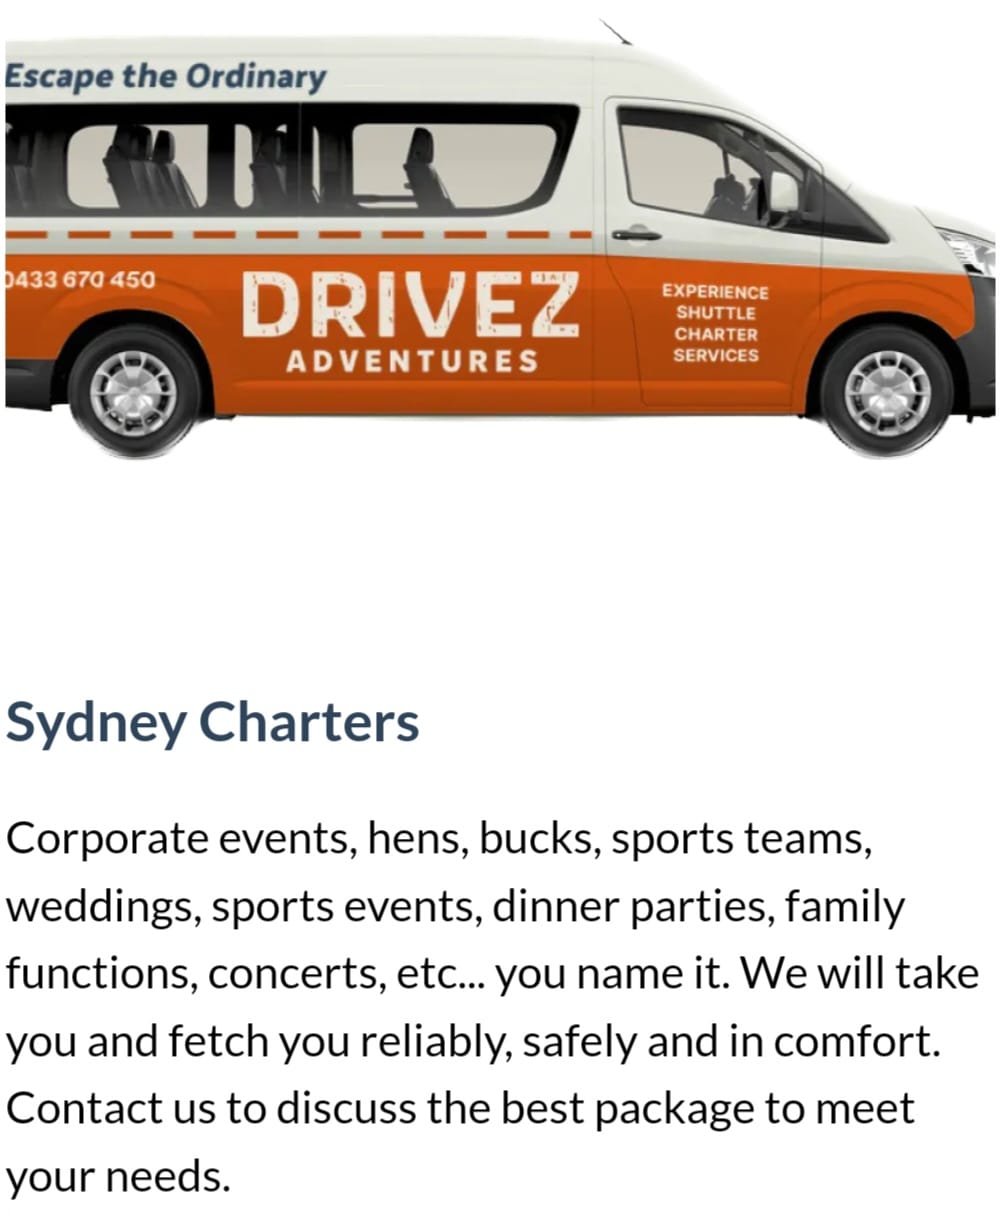 Escape the Ordinary
0433 670 450
DRIVEZ
ADVENTURES
EXPERIENCE
SHUTTLE
CHARTER
SERVICES
Sydney Charters
Corporate events, hens, bucks, sports teams,
weddings, sports events, dinner parties, family
functions, concerts, etc... you name it. We will take
you and fetch you reliably, safely and in comfort.
Contact us to discuss the best package to meet
your needs.